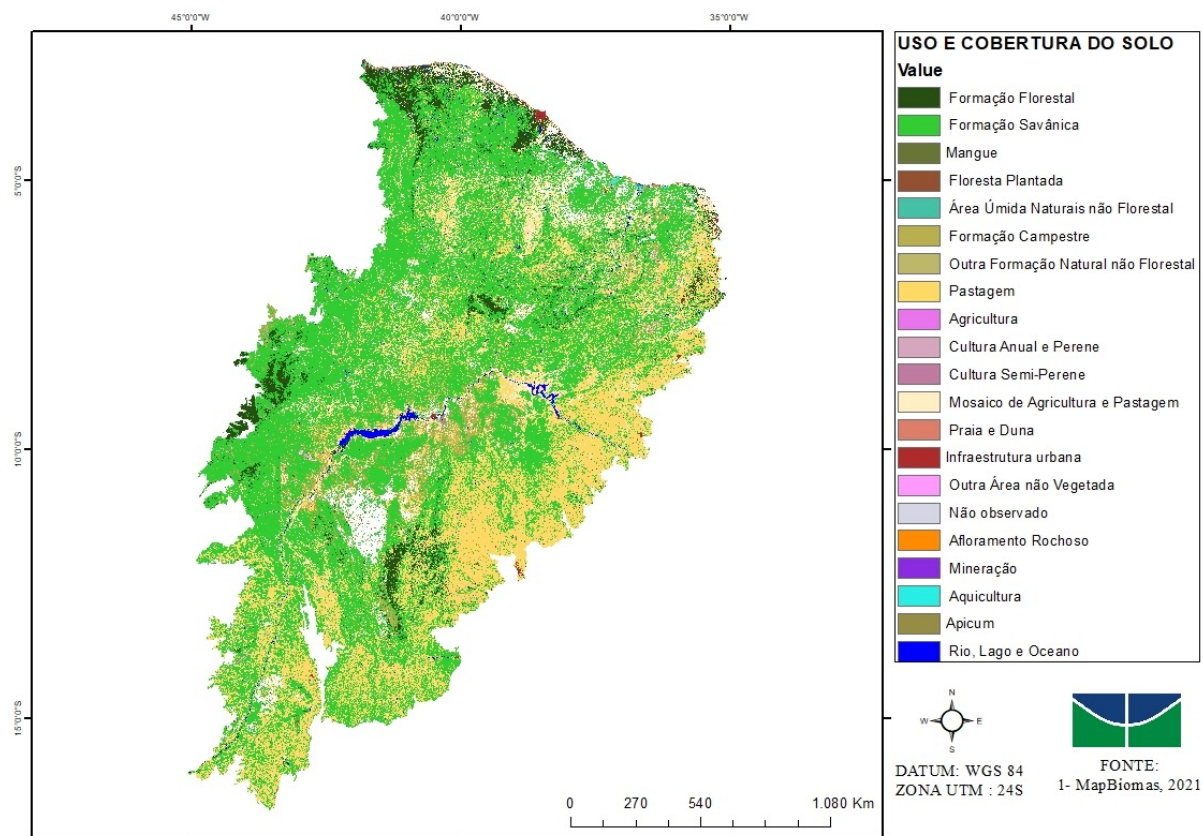 45°0'0"W
40°0'0"W
35°0'0"W
5°0'0"S
10°0'0"S
15°0'0"S
USO E COBERTURA DO SOLO
Value
Formação Florestal
Formação Savânica
Mangue
Floresta Plantada
Área Úmida Naturais não Florestal
Formação Campestre
Outra Formação Natural não Florestal
Pastagem
Agricultura
Cultura Anual e Perene
Cultura Semi-Perene
Mosaico de Agricultura e Pastagem
Praia e Duna
Infraestrutura urbana
Outra Área não Vegetada
Não observado
Afloramento Rochoso
Mineração
Aquicultura
Apicum
Rio, Lago e Oceano
N
W
E
S
DATUM: WGS 84
ZONA UTM : 24S
FONTE:
1- MapBiomas, 2021
0 270 540 1.080 Km